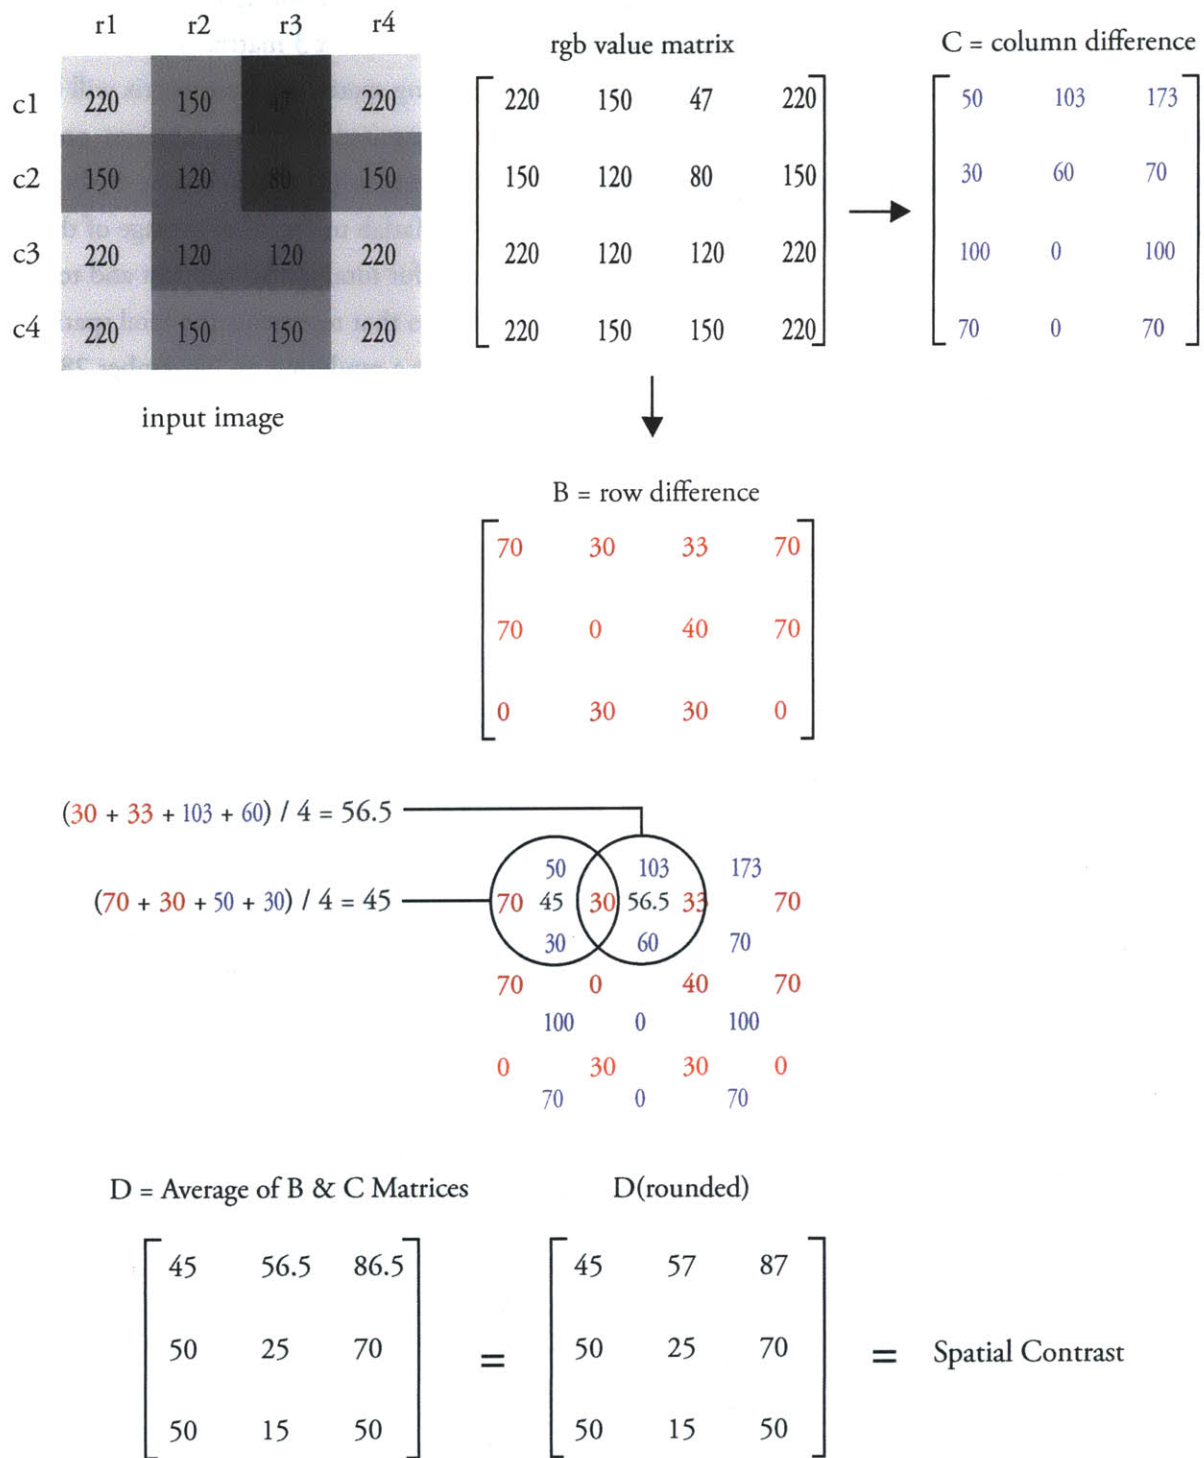 r1 r2 r3 r4
c1 220 150 47 220
c2 150 120 80 150
c3 220 120 120 220
c4 220 150 150 220
input image
rgb value matrix
220 150 47 220
150 120 80 150
220 120 120 220
220 150 150 220
C = column difference
50 103 173
30 60 70
100 0 100
70 0 70
B = row difference
70 30 33 70
70 0 40 70
0 30 30 0
(30 + 33 + 103 + 60) / 4 = 56.5
(70 + 30 + 50 + 30) / 4 = 45
50 103 173
70 45 30 56.5 33 70
30 60 70
70 0 40 70
100 0 100
0 30 30 0
70 0 70
D = Average of B & C Matrices
45 56.5 86.5
50 25 70
50 15 50
=
D(rounded)
45 57 87
50 25 70
50 15 50
= Spatial Contrast